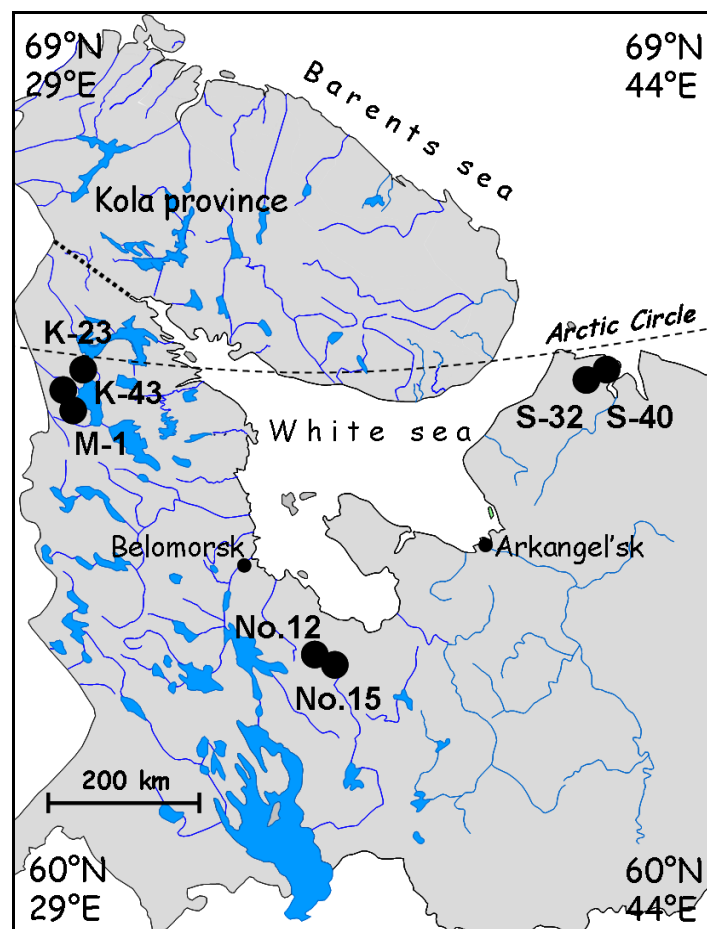 69°N
29°E
69°N
44°E
Barents sea
Kola province
Arctic Circle
K-23
K-43
M-1
S-32
S-40
White sea
Belomorsk
Arkangel'sk
No.12
No.15
200 km
60°N
29°E
60°N
44°E